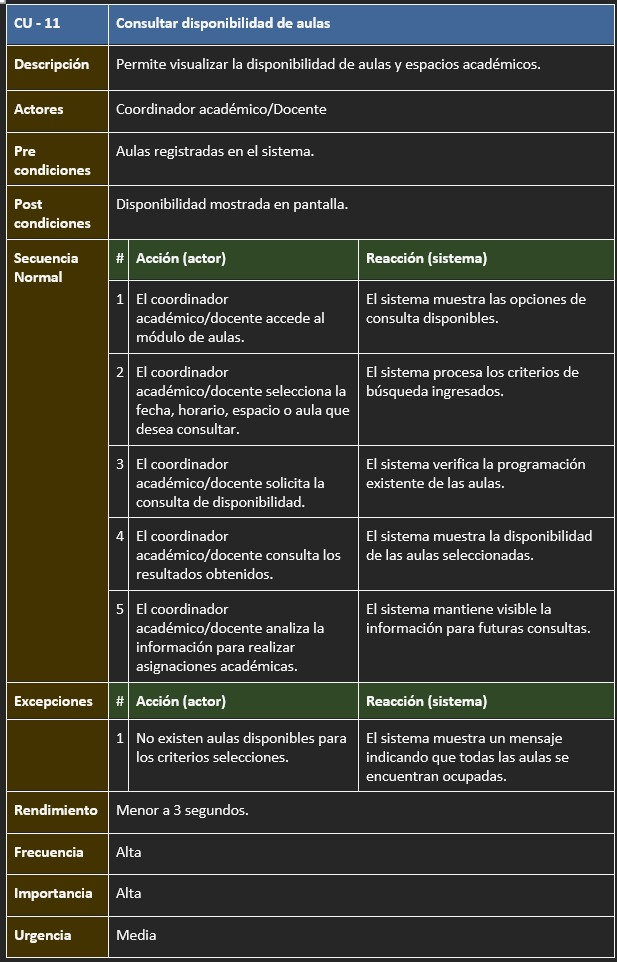 CU - 11 Consultar disponibilidad de aulas
Descripción Permite visualizar la disponibilidad de aulas y espacios académicos.
Actores Coordinador académico/Docente
Pre condiciones Aulas registradas en el sistema.
Post condiciones Disponibilidad mostrada en pantalla.
Secuencia Normal
# Acción (actor) Reacción (sistema)
1 El coordinador
académico/docente accede al
módulo de aulas.
El sistema muestra las opciones de
consulta disponibles.
2 El coordinador
académico/docente selecciona la
fecha, horario, espacio o aula que
desea consultar.
El sistema procesa los criterios de
búsqueda ingresados.
3 El coordinador
académico/docente solicita la
consulta de disponibilidad.
El sistema verifica la programación
existente de las aulas.
4 El coordinador
académico/docente consulta los
resultados obtenidos.
El sistema muestra la disponibilidad
de las aulas seleccionadas.
5 El coordinador
académico/docente analiza la
información para realizar
asignaciones académicas.
El sistema mantiene visible la
información para futuras consultas.
Excepciones # Acción (actor) Reacción (sistema)
1 No existen aulas disponibles para
los criterios selecciones.
El sistema muestra un mensaje
indicando que todas las aulas se
encuentran ocupadas.
Rendimiento Menor a 3 segundos.
Frecuencia Alta
Importancia Alta
Urgencia Media